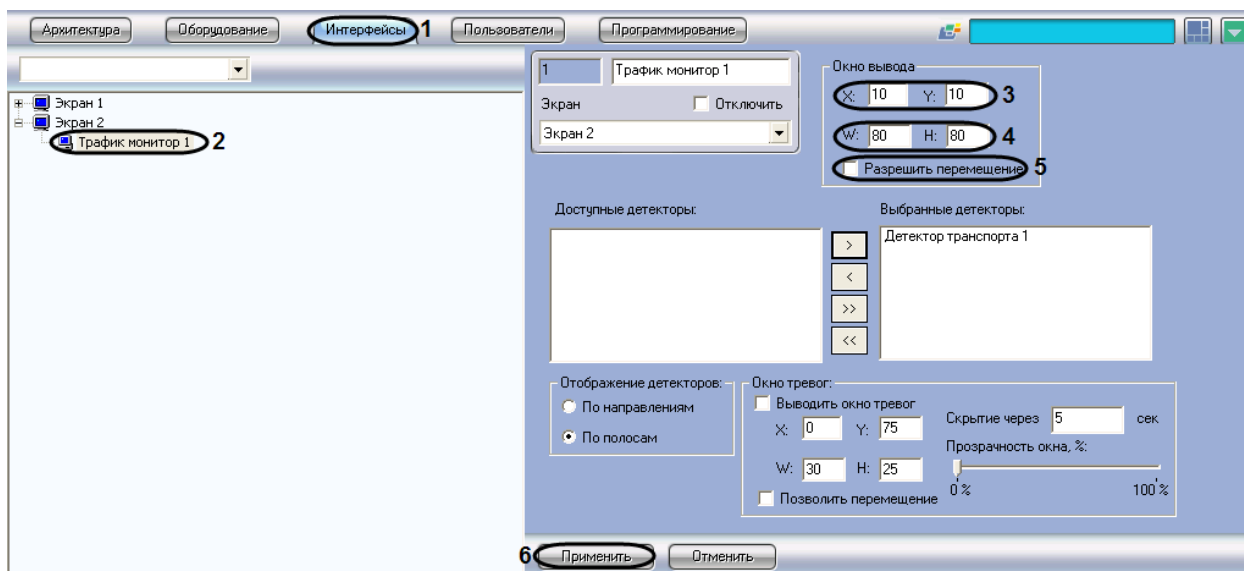 Архитектура Оборудование Интерфейсы 1 Пользователи Программирование
1 Трафик монитор 1
Экран Отключить
Экран 2
Окно вывода
X: 10 Y: 10 3
W: 80 H: 80 4
Разрешить перемещение 5
Экран 1
Экран 2
Трафик монитор 1 2
Доступные детекторы:
Выбранные детекторы:
Детектор транспорта 1
>
<
>>
<<
Отображение детекторов:
По направлениям
По полосам
Окно тревог:
Выводить окно тревог
X: 0 Y: 75
W: 30 H: 25
Позволить перемещение
Скрытие через 5 сек
Прозрачность окна, %:
0 % 100 %
6 Применить Отменить